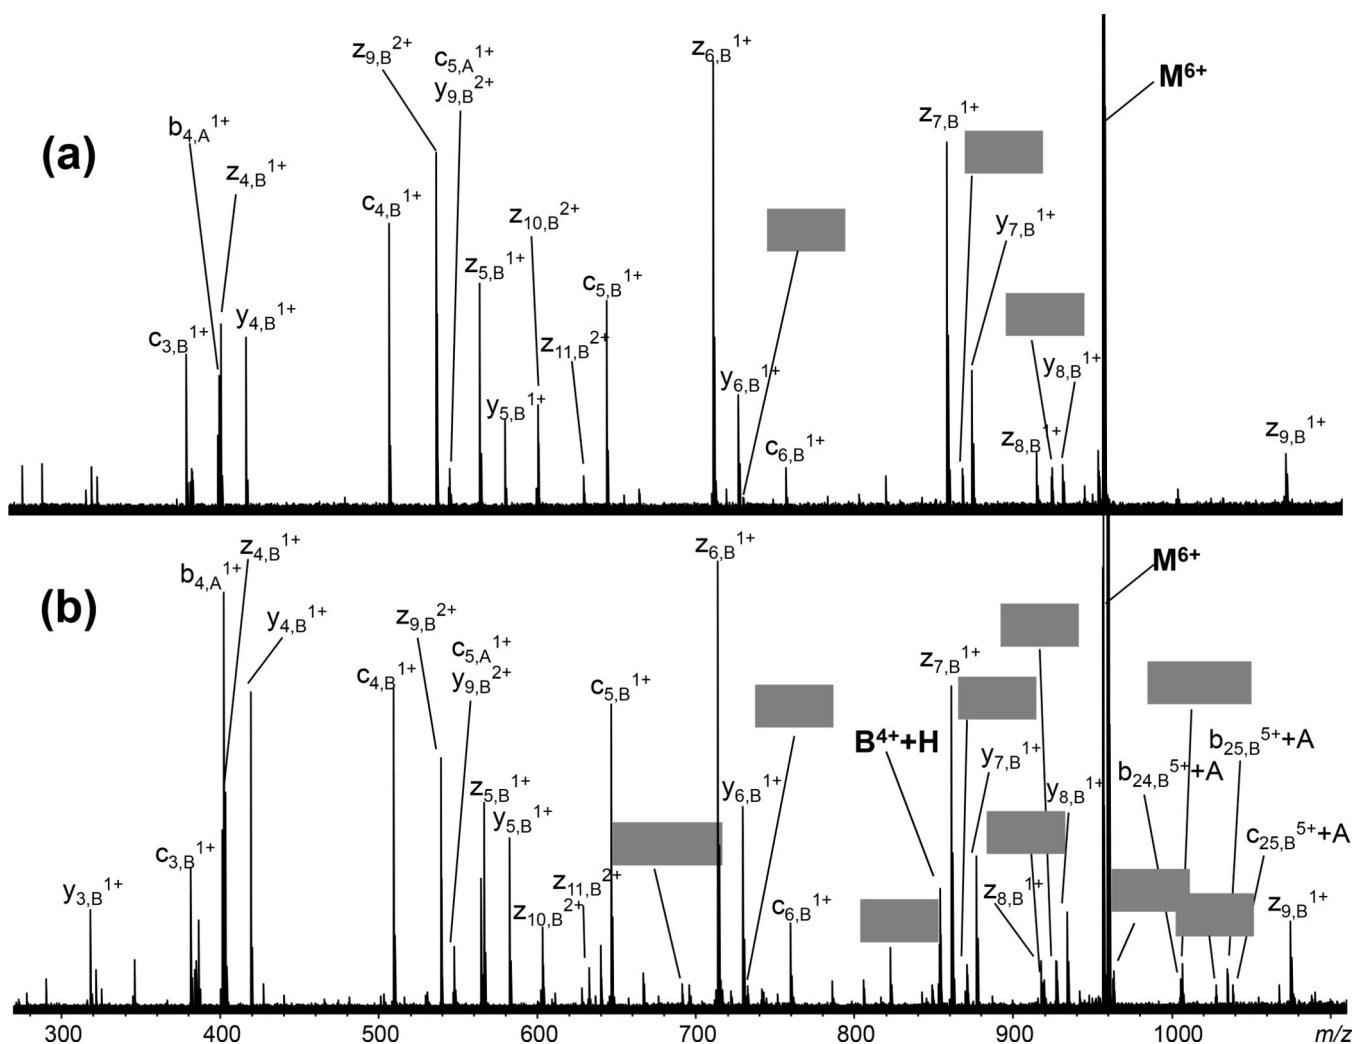 (a)
z9,B2+
c5,A1+
y9,B2+
z6,B1+
M6+
b4,A1+
z4,B1+
z7,B1+
c4,B1+
z10,B2+
y7,B1+
z5,B1+
c5,B1+
y4,B1+
c3,B1+
z11,B2+
y8,B1+
y6,B1+
y5,B1+
c6,B1+
z8,B1+
z9,B1+
(b)
z4,B1+
b4,A1+
z6,B1+
M6+
y4,B1+
z9,B2+
c5,A1+
y9,B2+
c4,B1+
c5,B1+
z7,B1+
B4++H
b25,B5++A
y7,B1+
b24,B5++A
z5,B1+
y6,B1+
y8,B1+
y5,B1+
c25,B5++A
c3,B1+
y3,B1+
z11,B2+
z8,B1+
z10,B2+
c6,B1+
z9,B1+
300 400 500 600 700 800 900 1000 m/z